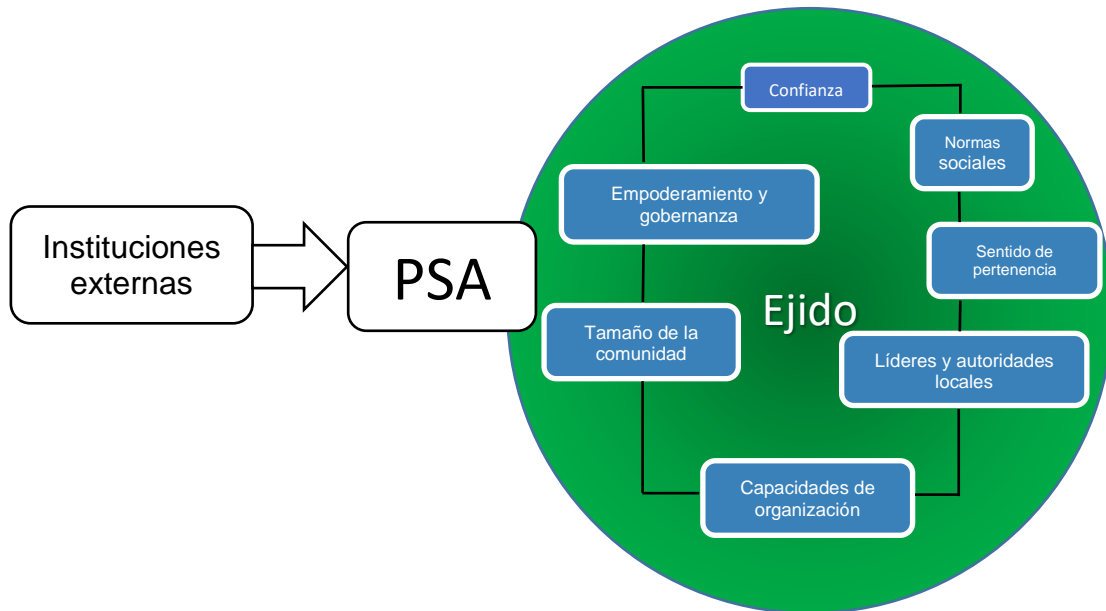 Instituciones
externas
PSA
Confianza
Normas
sociales
Empoderamiento y
gobernanza
Sentido de
pertenencia
Ejido
Tamaño de la
comunidad
Líderes y autoridades
locales
Capacidades de
organización